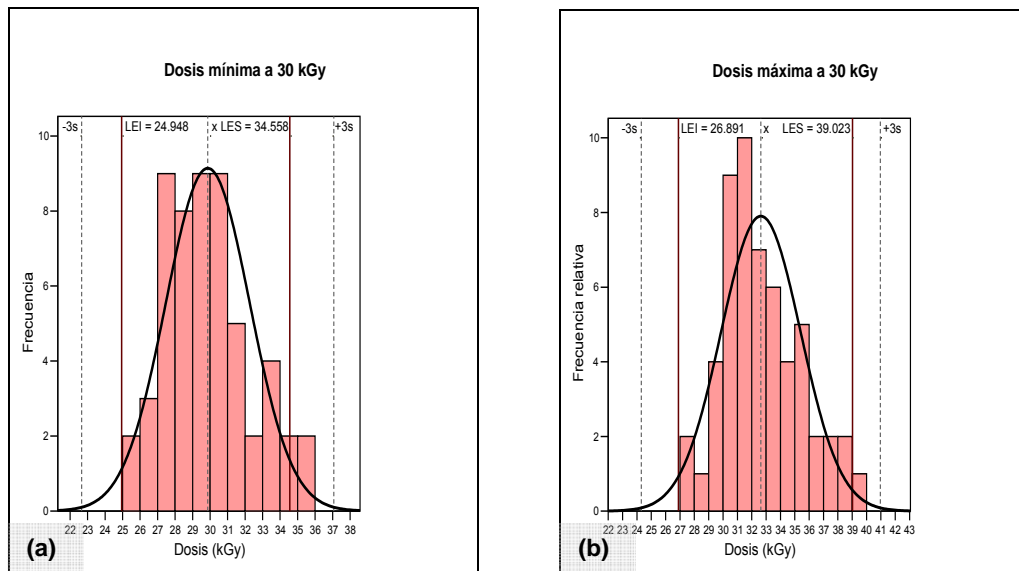 Dosis mínima a 30 kGy
-3s LEI = 24.948 x LES = 34.558 +3s
10
8
6
4
2
0
Frecuencia
22 23 24 25 26 27 28 29 30 31 32 33 34 35 36 37 38
Dosis (kGy)
(a)
Dosis máxima a 30 kGy
-3s LEI = 26.891 x LES = 39.023 +3s
10
8
6
4
2
0
Frecuencia relativa
22 23 24 25 26 27 28 29 30 31 32 33 34 35 36 37 38 39 40 41 42 43
Dosis (kGy)
(b)